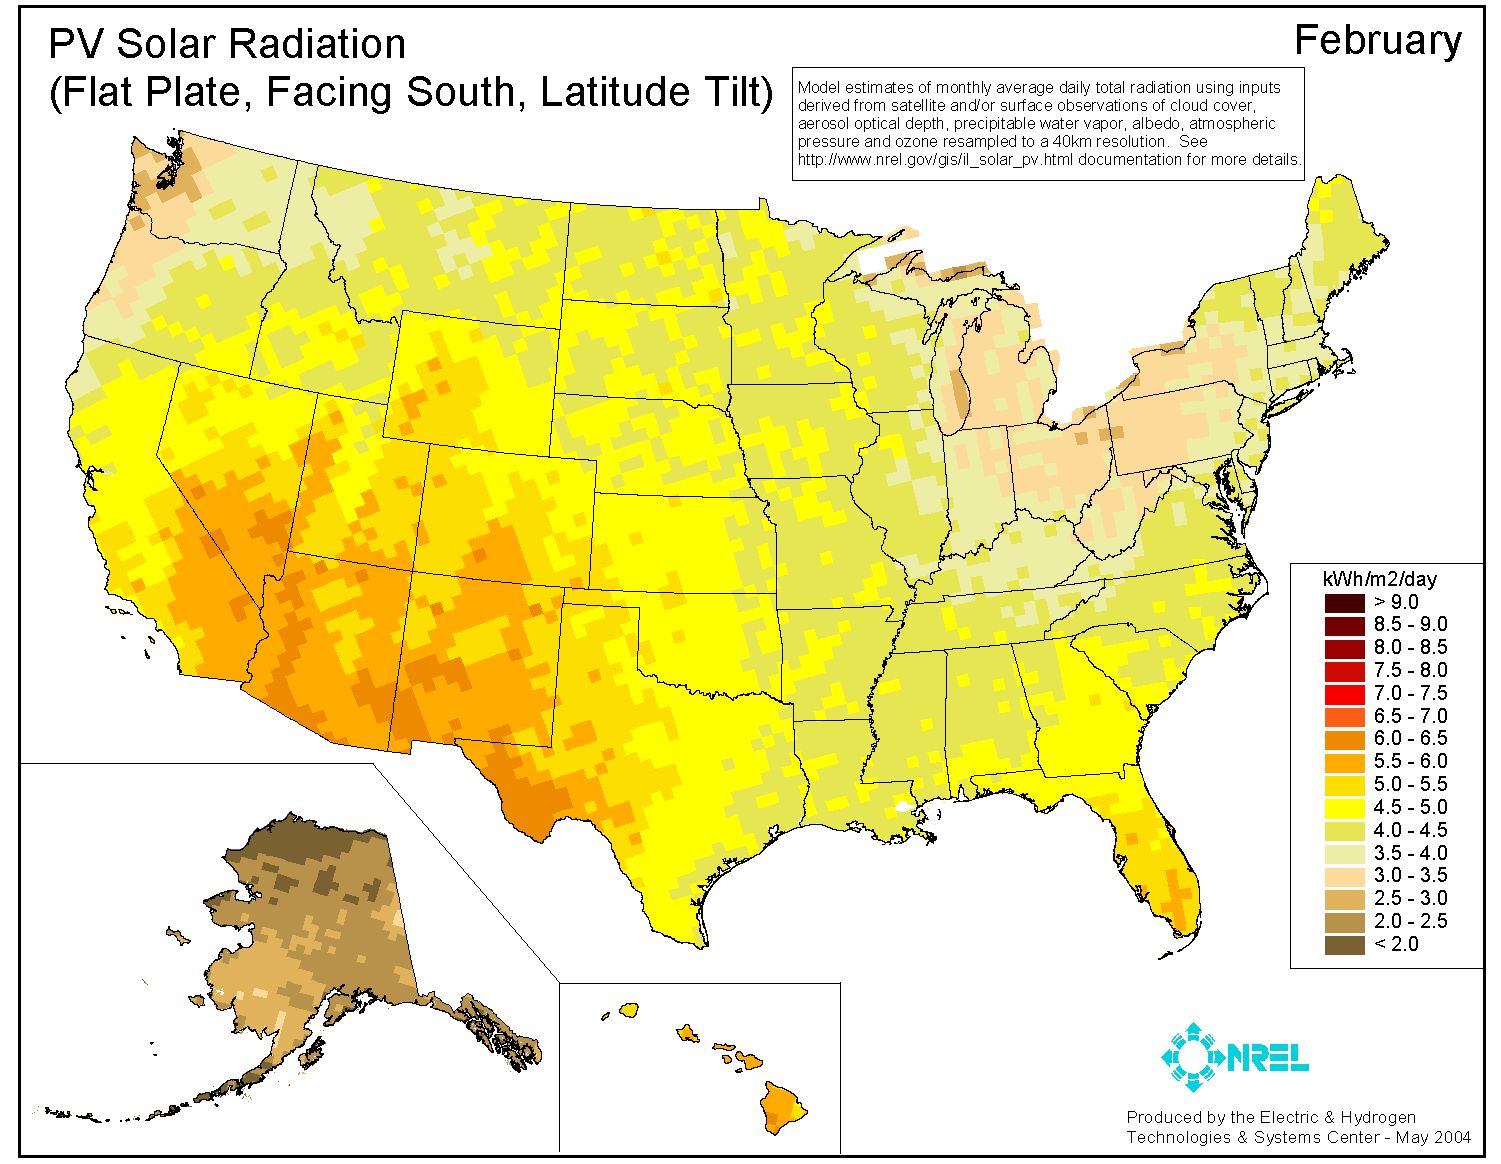 PV Solar Radiation
(Flat Plate, Facing South, Latitude Tilt)
February
Model estimates of monthly average daily total radiation using inputs
derived from satellite and/or surface observations of cloud cover,
aerosol optical depth, precipitable water vapor, albedo, atmospheric
pressure and ozone resampled to a 40km resolution.  See
http://www.nrel.gov/gis/il_solar_pv.html documentation for more details.
kWh/m2/day
> 9.0
8.5 - 9.0
8.0 - 8.5
7.5 - 8.0
7.0 - 7.5
6.5 - 7.0
6.0 - 6.5
5.5 - 6.0
5.0 - 5.5
4.5 - 5.0
4.0 - 4.5
3.5 - 4.0
3.0 - 3.5
2.5 - 3.0
2.0 - 2.5
< 2.0
NREL
Produced by the Electric & Hydrogen
Technologies & Systems Center - May 2004